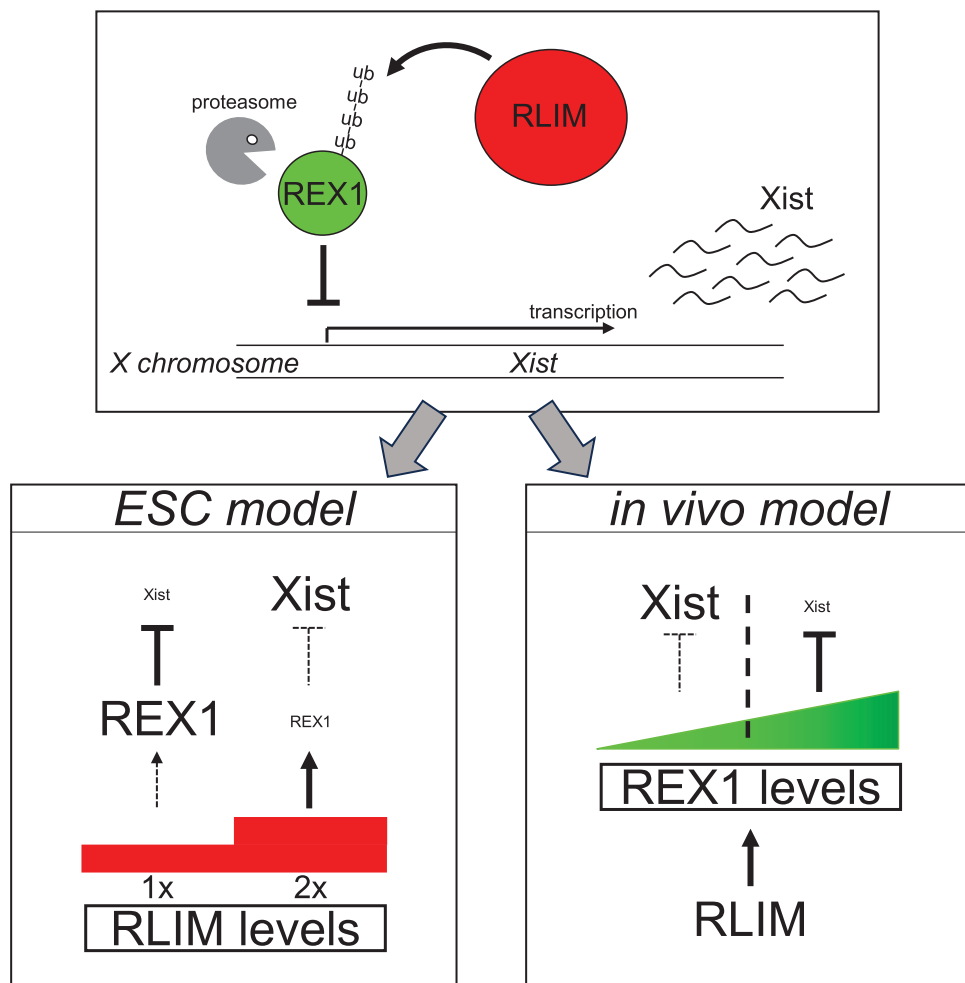 ub
ub
ub
ub
proteasome
RLIM
REX1
Xist
transcription
X chromosome
Xist
ESC model
Xist
Xist
REX1
REX1
1x
2x
RLIM levels
in vivo model
Xist
Xist
REX1 levels
RLIM